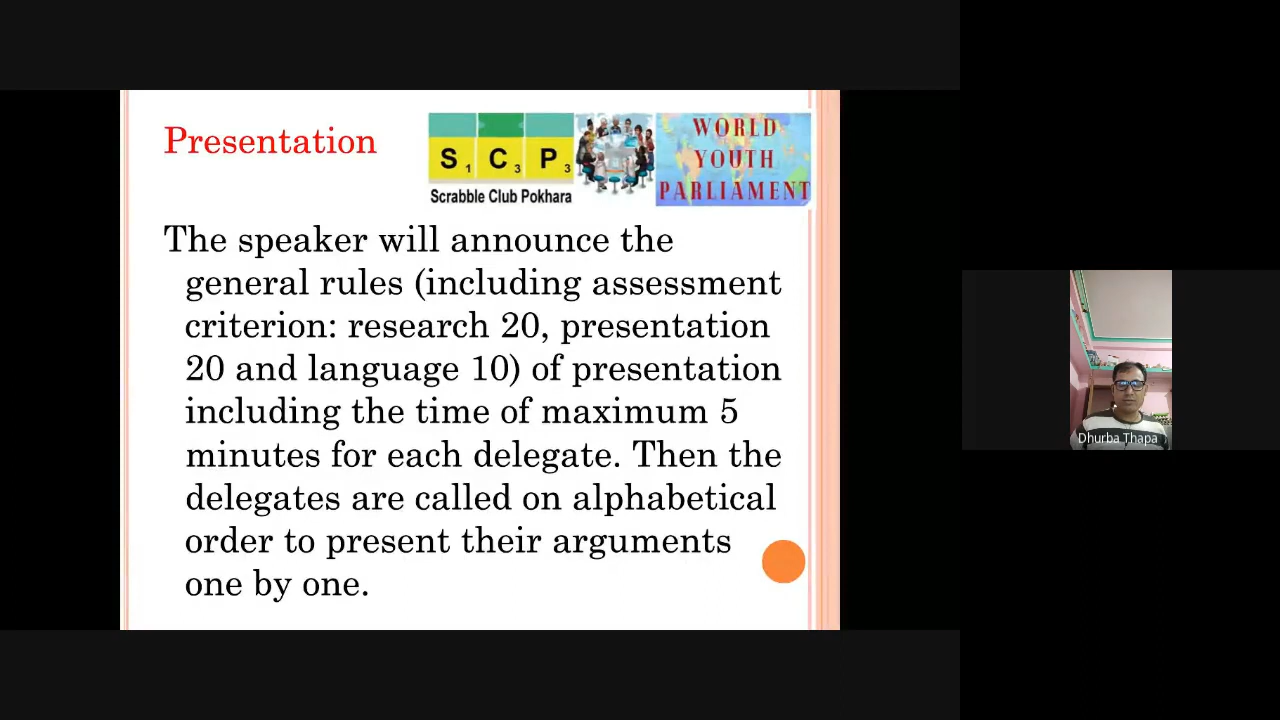 Presentation
S1 C3 P3
Scrabble Club Pokhara
WORLD
YOUTH
PARLIAMENT
The speaker will announce the
general rules (including assessment
criterion: research 20, presentation
20 and language 10) of presentation
including the time of maximum 5
minutes for each delegate. Then the
delegates are called on alphabetical
order to present their arguments
one by one.
Dhurba Thapa